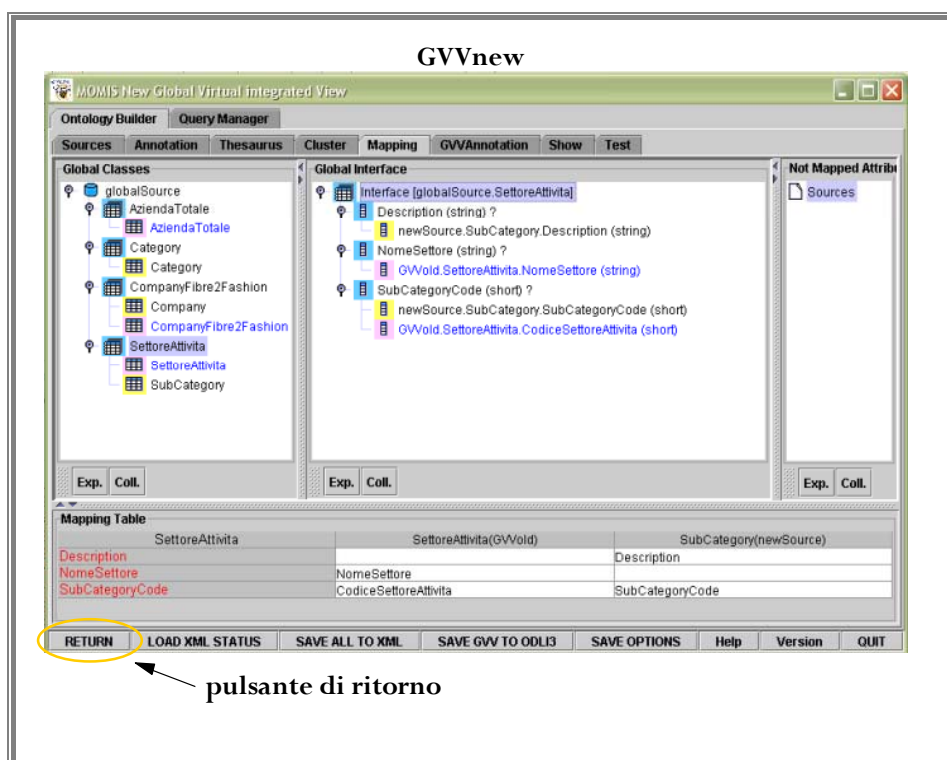 GVVnew
MOMIS New Global Virtual integrated View
Ontology Builder Query Manager
Sources Annotation Thesaurus Cluster Mapping GVVAnnotation Show Test
Global Classes
globalSource
AziendaTotale
AziendaTotale
Category
Category
CompanyFibre2Fashion
Company
CompanyFibre2Fashion
SettoreAttivita
SettoreAttivita
SubCategory
Exp. Coll.
Global Interface
Interface [globalSource.SettoreAttivita]
Description (string) ?
newSource.SubCategory.Description (string)
NomeSettore (string) ?
GVVold.SettoreAttivita.NomeSettore (string)
SubCategoryCode (short) ?
newSource.SubCategory.SubCategoryCode (short)
GVVold.SettoreAttivita.CodiceSettoreAttivita (short)
Exp. Coll.
Not Mapped Attribu
Sources
Exp. Coll.
Mapping Table
SettoreAttivita SettoreAttivita(GVVold) SubCategory(newSource)
Description Description
NomeSettore NomeSettore
SubCategoryCode CodiceSettoreAttivita SubCategoryCode
RETURN LOAD XML STATUS SAVE ALL TO XML SAVE GVV TO ODLI3 SAVE OPTIONS Help Version QUIT
pulsante di ritorno